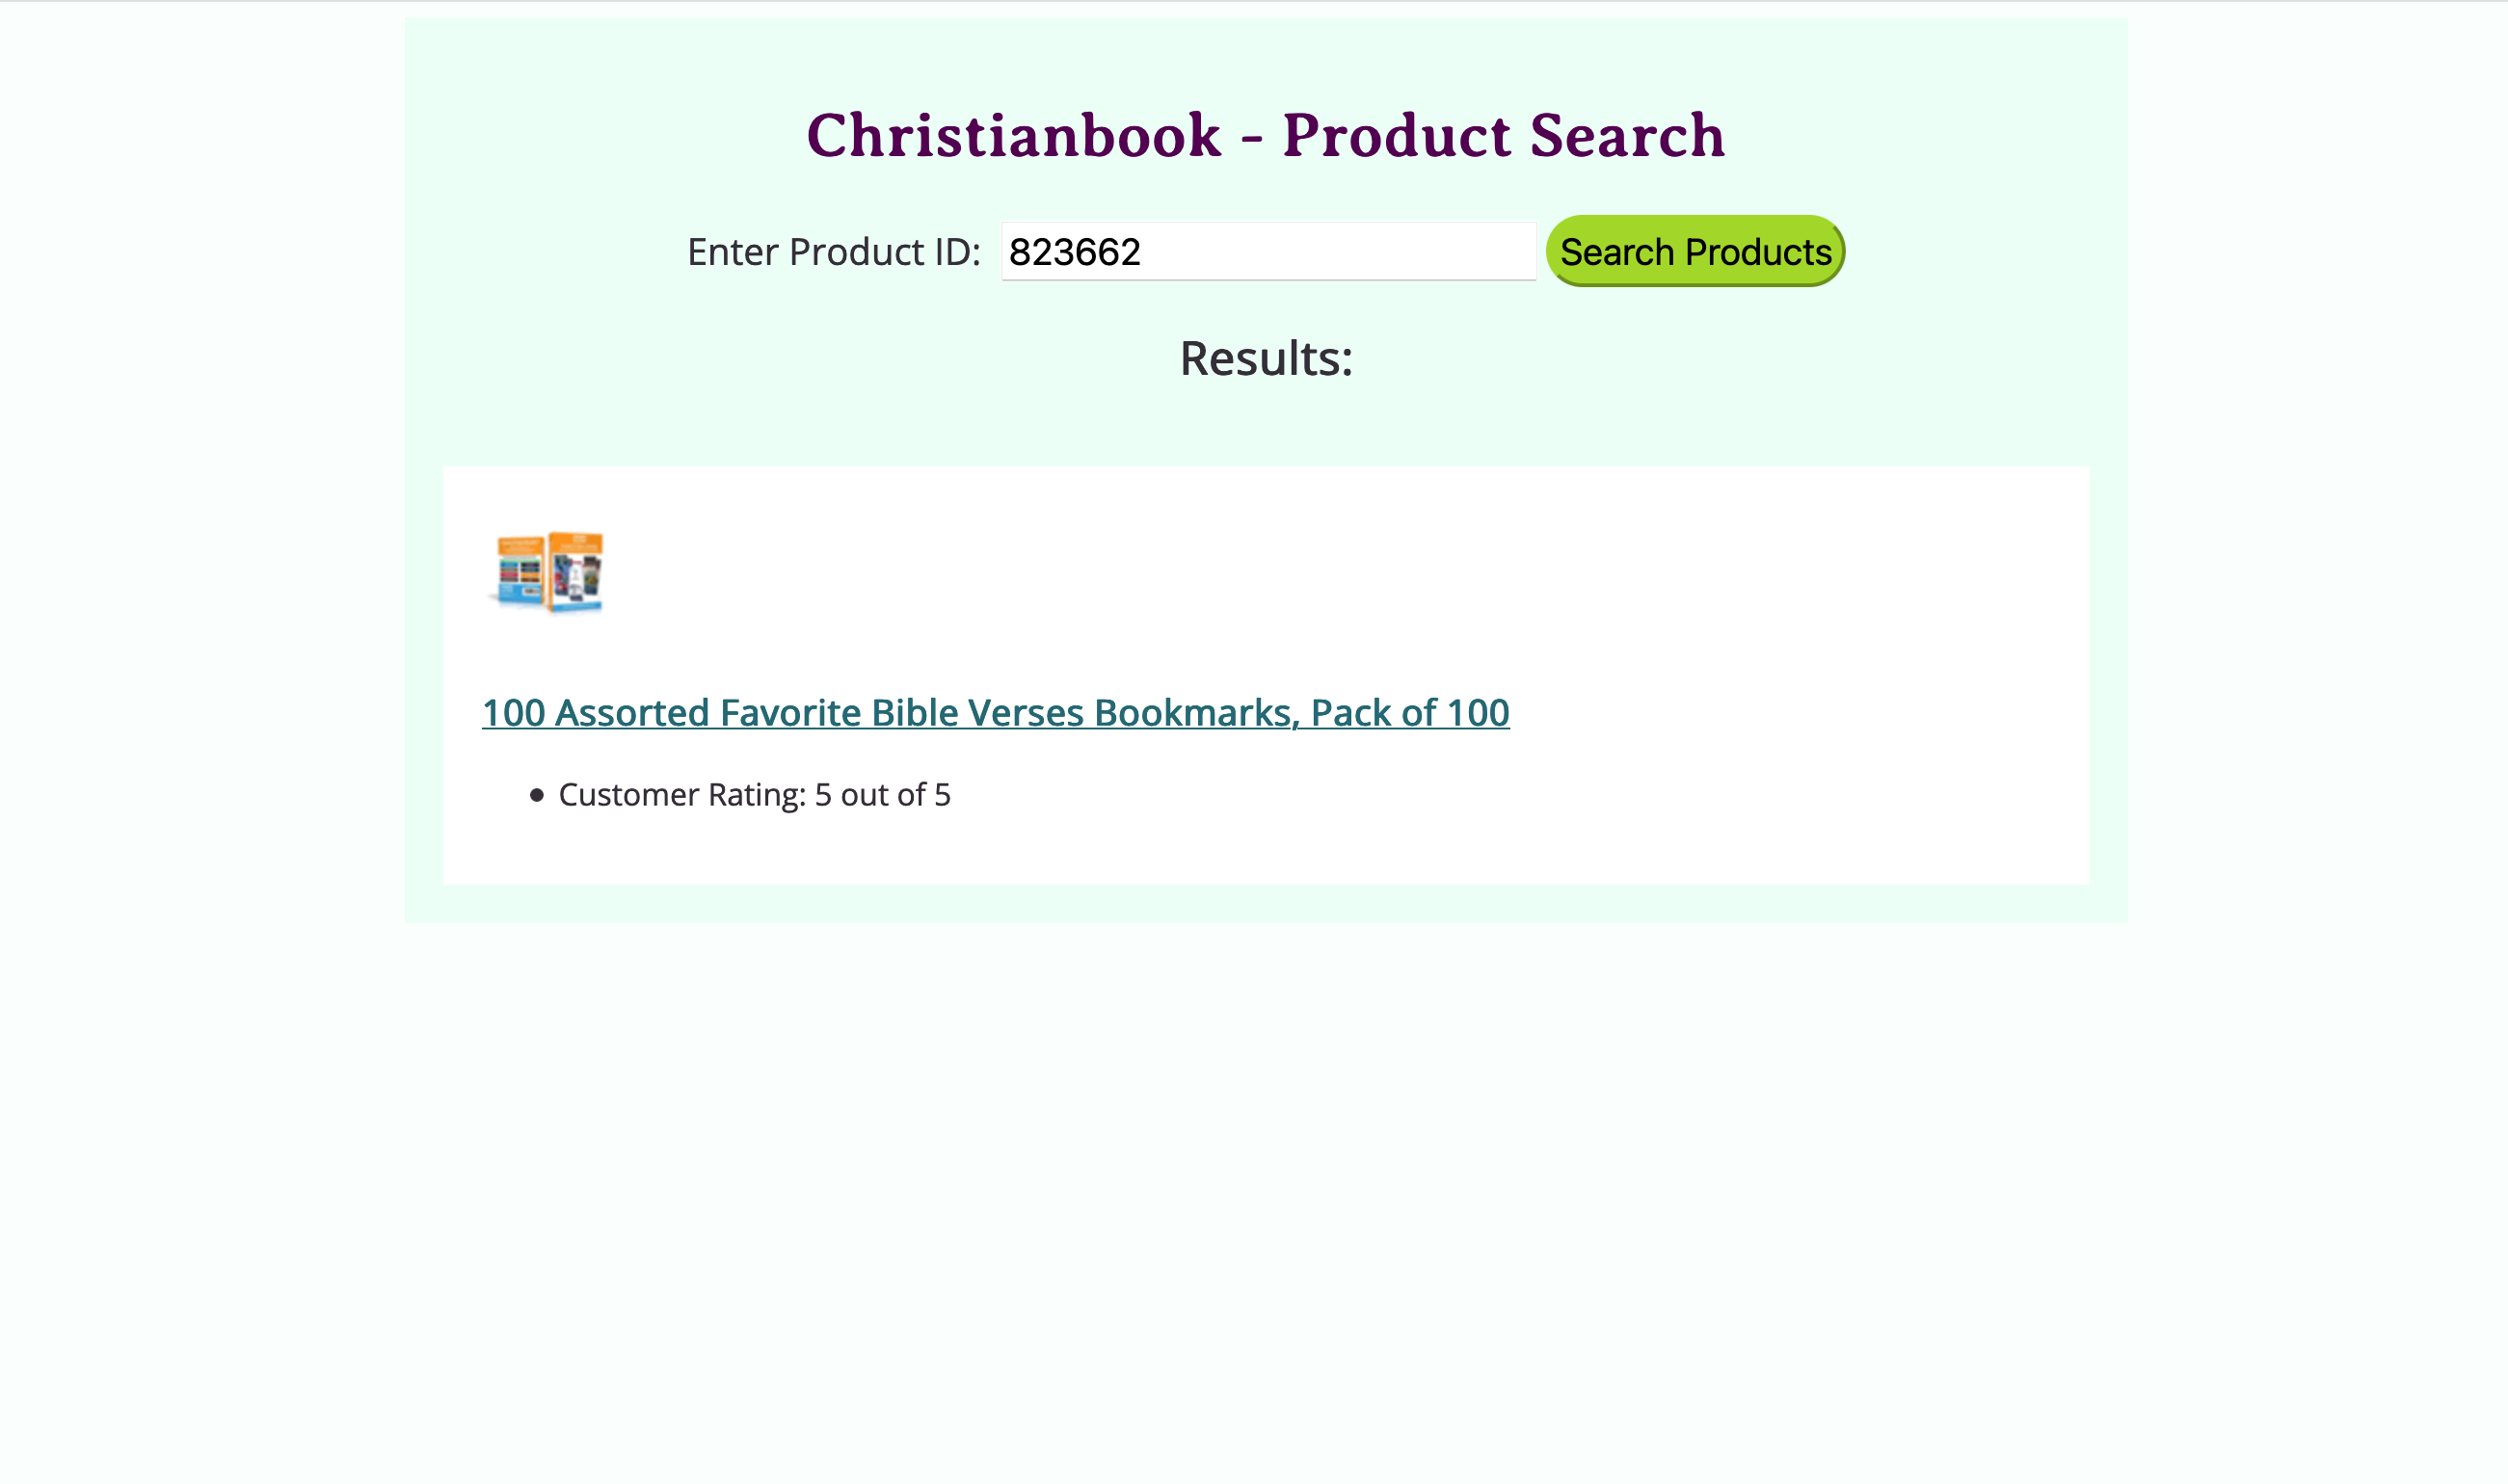 Christianbook - Product Search
Enter Product ID: 823662 Search Products
Results:
100 Assorted Favorite Bible Verses Bookmarks, Pack of 100
Customer Rating: 5 out of 5